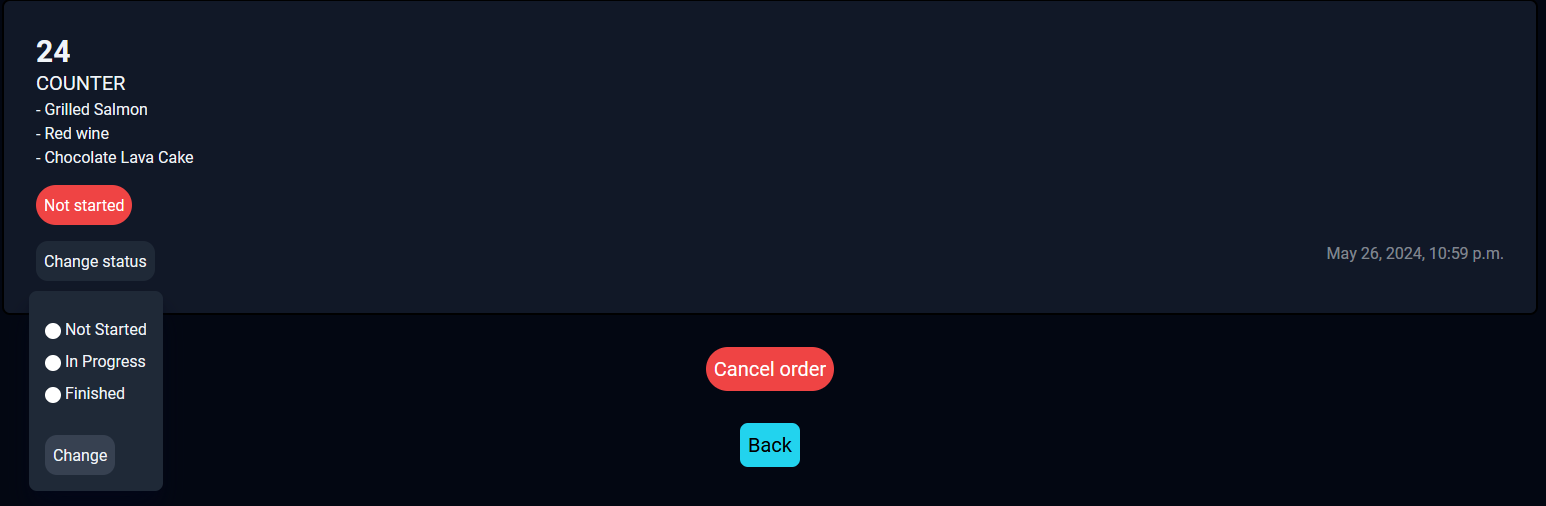 24
COUNTER
- Grilled Salmon
- Red wine
- Chocolate Lava Cake
Not started
Change status
May 26, 2024, 10:59 p.m.
Not Started
In Progress
Finished
Change
Cancel order
Back